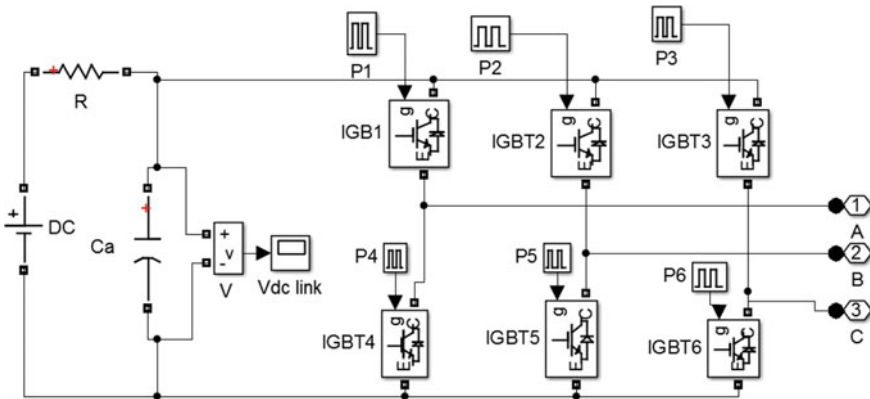 P1
P2
P3
R
g
C
E
IGB1
g
C
E
IGBT2
g
C
E
IGBT3
1
A
DC
Ca
+
v
-
V
Vdc link
P4
P5
P6
2
B
3
C
g
C
E
IGBT4
g
C
E
IGBT5
g
C
E
IGBT6